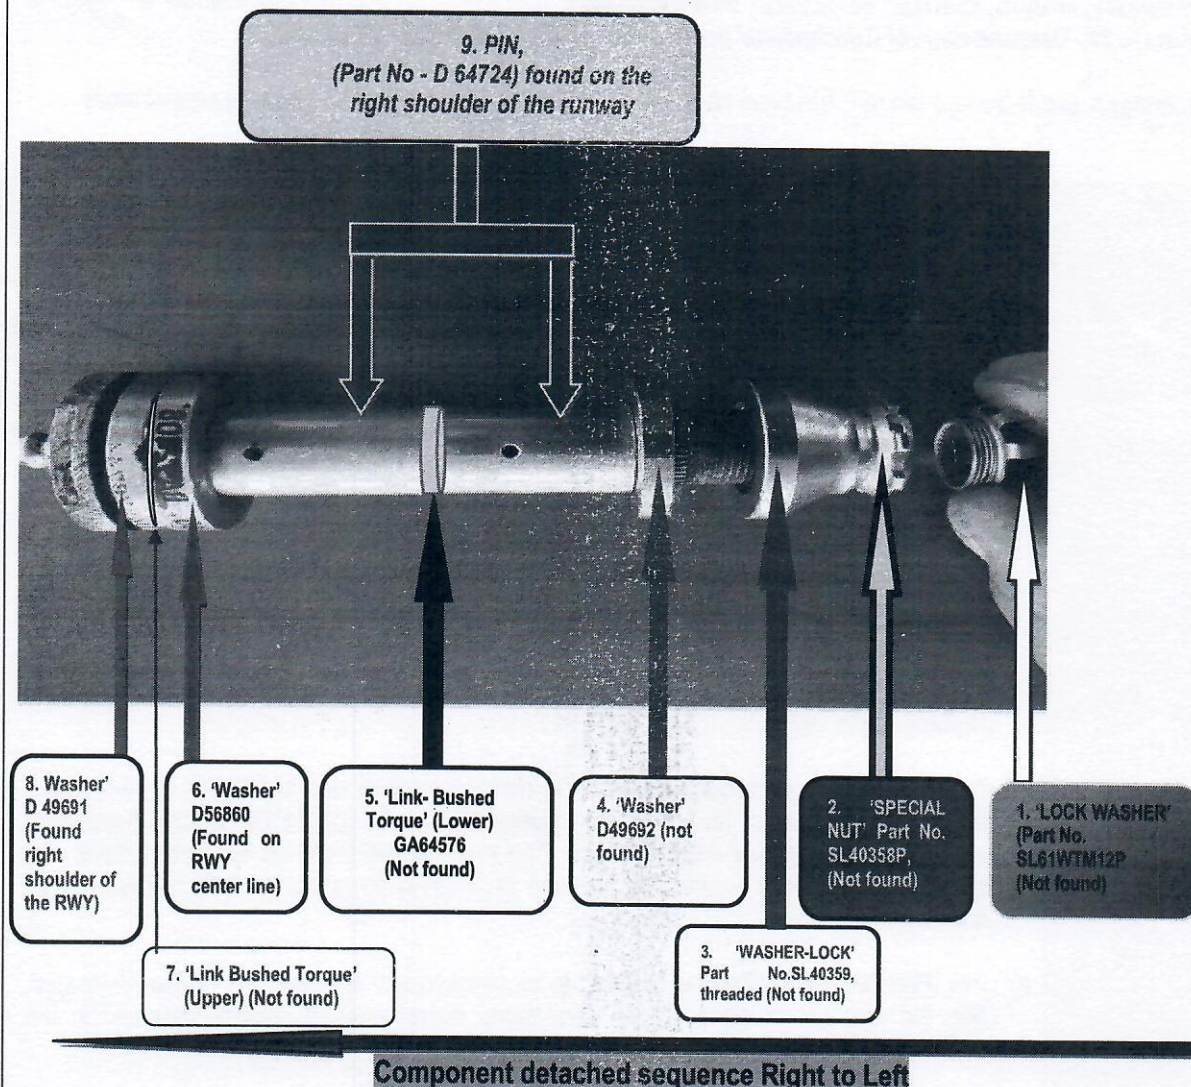 9. PIN,
(Part No - D 64724) found on the
right shoulder of the runway
8. Washer'
D 49691
(Found
right
shoulder of
the RWY)
6. 'Washer'
D56860
(Found on
RWY
center line)
5. 'Link- Bushed
Torque' (Lower)
GA64576
(Not found)
4. 'Washer'
D49692 (not
found)
2. 'SPECIAL
NUT' Part No.
SL40358P,
(Not found)
1. 'LOCK WASHER'
(Part No.
SL61WTM12P
(Not found)
7. 'Link Bushed Torque'
(Upper) (Not found)
3. 'WASHER-LOCK'
Part No.SL40359,
threaded (Not found)
Component detached sequence Right to Left